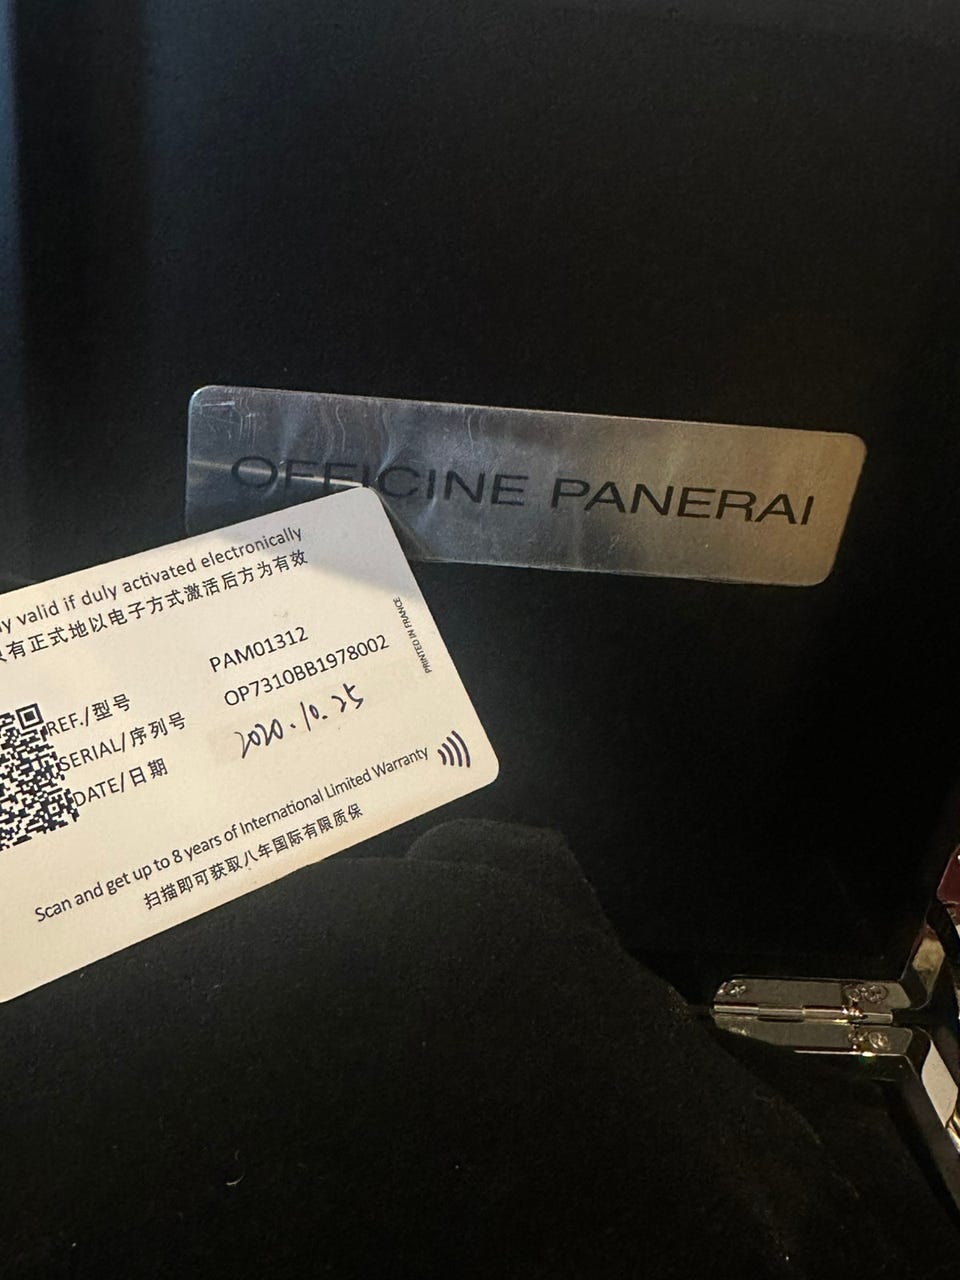 OFFICINE PANERAI
valid if duly activated electronically
有正式地以电子方式激活后方为有效
REF./型号 PAM01312
SERIAL/序列号 OP7310BB1978002
DATE/日期 2020.10.25
PRINTED IN FRANCE
Scan and get up to 8 years of International Limited Warranty
扫描即可获取八年国际有限质保